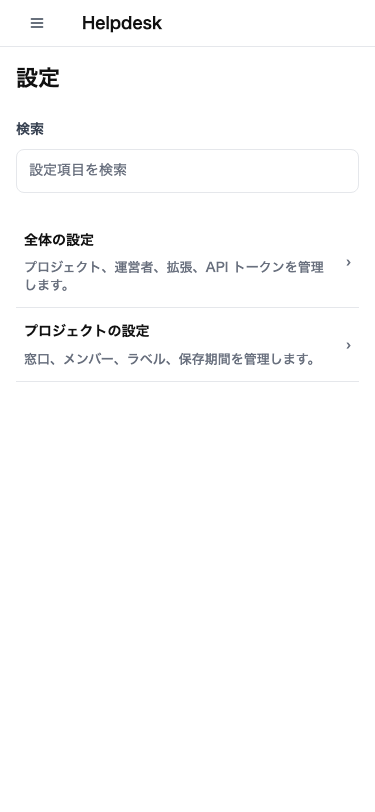 Helpdesk
設定
検索
設定項目を検索
全体の設定
プロジェクト、運営者、拡張、API トークンを管理
します。
プロジェクトの設定
窓口、メンバー、ラベル、保存期間を管理します。